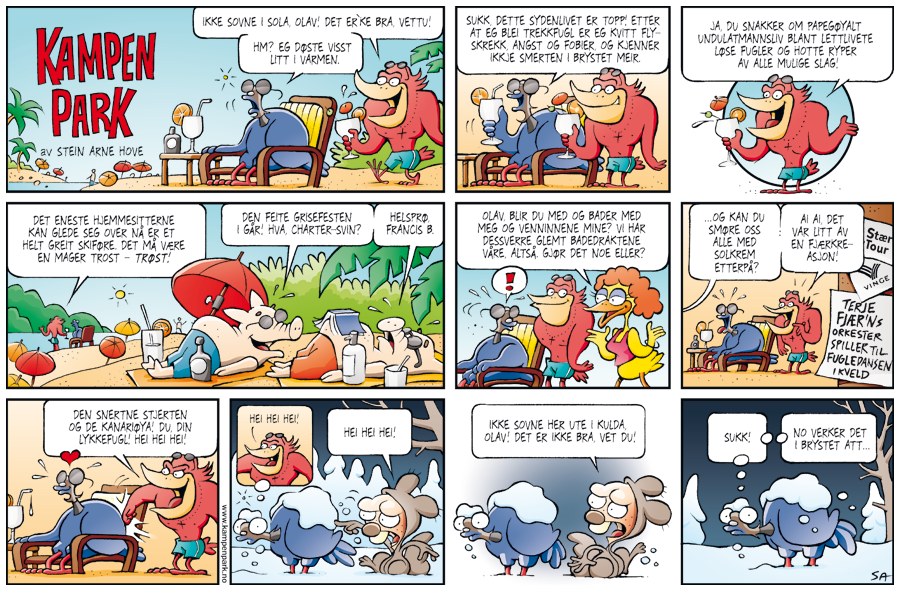 KAMPEN
PARK
av STEIN ARNE HOVE
IKKE SOVNE I SOLA, OLAV! DET ER'KE BRA, VETTU!
HM? EG DØSTE VISST
LITT I VARMEN.
SUKK, DETTE SYDENLIVET ER TOPP! ETTER
AT EG BLEI TREKKFUGL ER EG KVITT FLY-
SKREKK, ANGST OG FOBIER, OG KJENNER
IKKJE SMERTEN I BRYSTET MEIR.
JA, DU SNAKKER OM PAPEGØYALT
UNDULATMANNSLIV BLANT LETTLIVETE
LØSE FUGLER OG HOTTE RYPER
AV ALLE MULIGE SLAG!
DET ENESTE HJEMMESITTERNE
KAN GLEDE SEG OVER NÅ ER ET
HELT GREIT SKIFØRE. DET MÅ VÆRE
EN MAGER TROST – TRØST!
DEN FEITE GRISEFESTEN
I GÅR! HVA, CHARTER-SVIN?
HELSPRØ,
FRANCIS B.
OLAV, BLIR DU MED OG BADER MED
MEG OG VENNINNENE MINE? VI HAR
DESSVERRE GLEMT BADEDRAKTENE
VÅRE, ALTSÅ. GJØR DET NOE ELLER?
!
...OG KAN DU
SMØRE OSS
ALLE MED
SOLKREM
ETTERPÅ?
AI AI, DET
VAR LITT AV
EN FJÆRKRE-
ASJON!
Stær
Tour
VINGE
TERJE
FJÆR'NS
ORKESTER
SPILLER TIL
FUGLEDANSEN
I KVELD
DEN SNERTNE STJERTEN
OG DE KANARIØYA! DU, DIN
LYKKEFUGL! HEI HEI HEI!
www.kampenpark.no
HEI HEI HEI!
HEI HEI HEI!
IKKE SOVNE HER UTE I KULDA,
OLAV! DET ER IKKE BRA, VET DU!
SUKK!
NO VERKER DET
I BRYSTET ATT...
SA